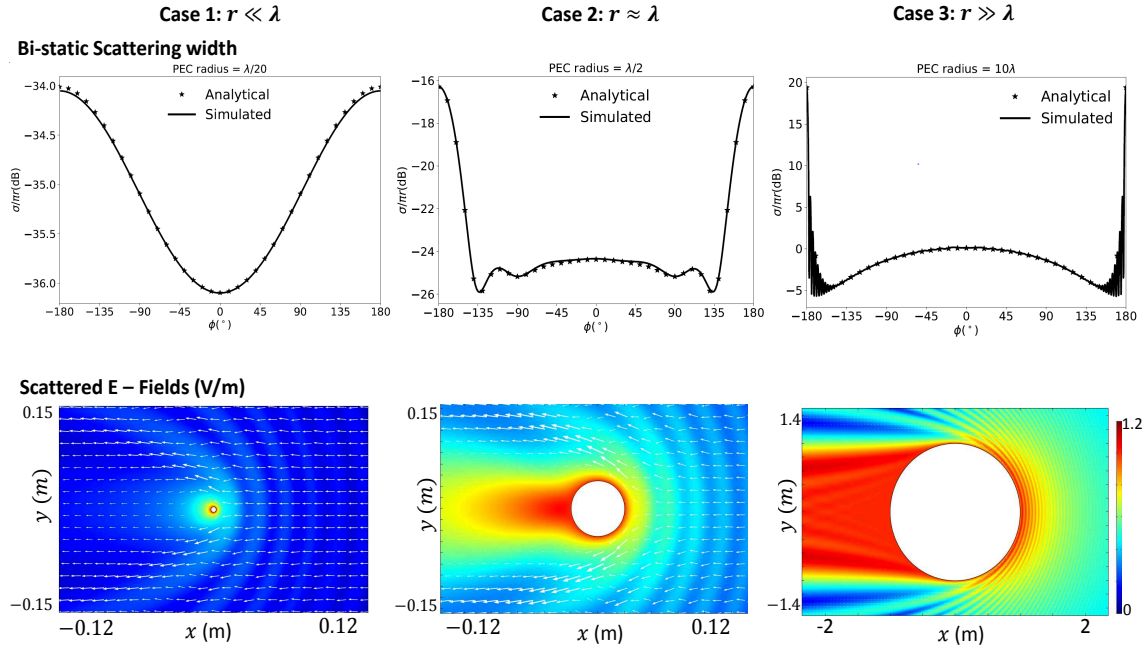 Case 1: r ≪ λ
Case 2: r ≈ λ
Case 3: r ≫ λ
Bi-static Scattering width
PEC radius = λ/20
−34.0
−34.5
−35.0
−35.5
−36.0
σ/πr(dB)
Analytical
Simulated
−180 −135 −90 −45 0 45 90 135 180
ϕ(°)
PEC radius = λ/2
−16
−18
−20
−22
−24
−26
σ/πr(dB)
Analytical
Simulated
−180 −135 −90 −45 0 45 90 135 180
ϕ(°)
PEC radius = 10λ
20
15
10
5
0
−5
σ/πr(dB)
Analytical
Simulated
−180 −135 −90 −45 0 45 90 135 180
ϕ(°)
Scattered E – Fields (V/m)
0.15
y (m)
−0.15
−0.12 x (m) 0.12
0.15
y (m)
−0.15
−0.12 x (m) 0.12
1.4
y (m)
−1.4
-2 x (m) 2
1.2
0